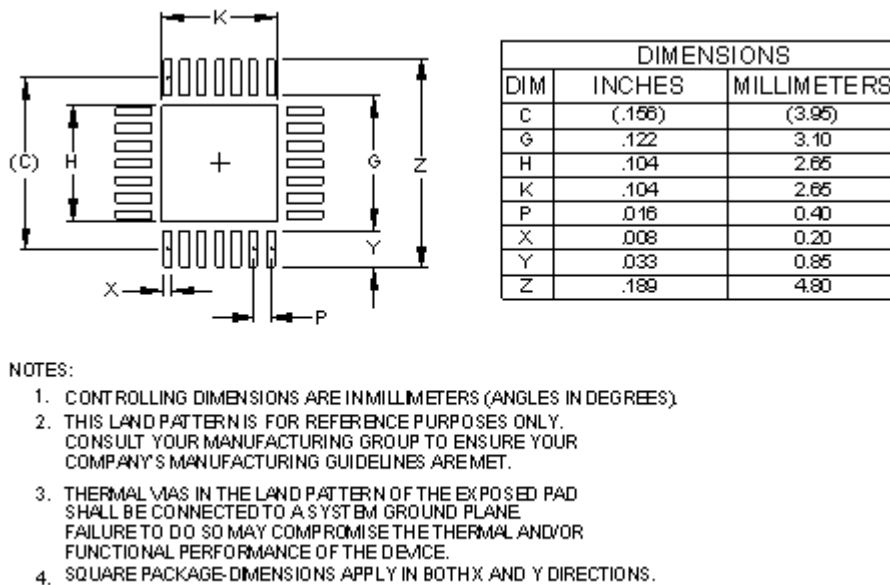 K
(C)
H
G
Z
Y
X
P
DIMENSIONS
DIM INCHES MILLIMETERS
C (.156) (3.95)
G .122 3.10
H .104 2.65
K .104 2.65
P .016 0.40
X .008 0.20
Y .033 0.85
Z .189 4.80
NOTES:
1. CONTROLLING DIMENSIONS ARE IN MILLIMETERS (ANGLES IN DEGREES).
2. THIS LAND PATTERN IS FOR REFERENCE PURPOSES ONLY.
CONSULT YOUR MANUFACTURING GROUP TO ENSURE YOUR
COMPANY'S MANUFACTURING GUIDELINES ARE MET.
3. THERMAL VIAS IN THE LAND PATTERN OF THE EXPOSED PAD
SHALL BE CONNECTED TO A SYSTEM GROUND PLANE.
FAILURE TO DO SO MAY COMPROMISE THE THERMAL AND/OR
FUNCTIONAL PERFORMANCE OF THE DEVICE.
4. SQUARE PACKAGE-DIMENSIONS APPLY IN BOTH X AND Y DIRECTIONS.